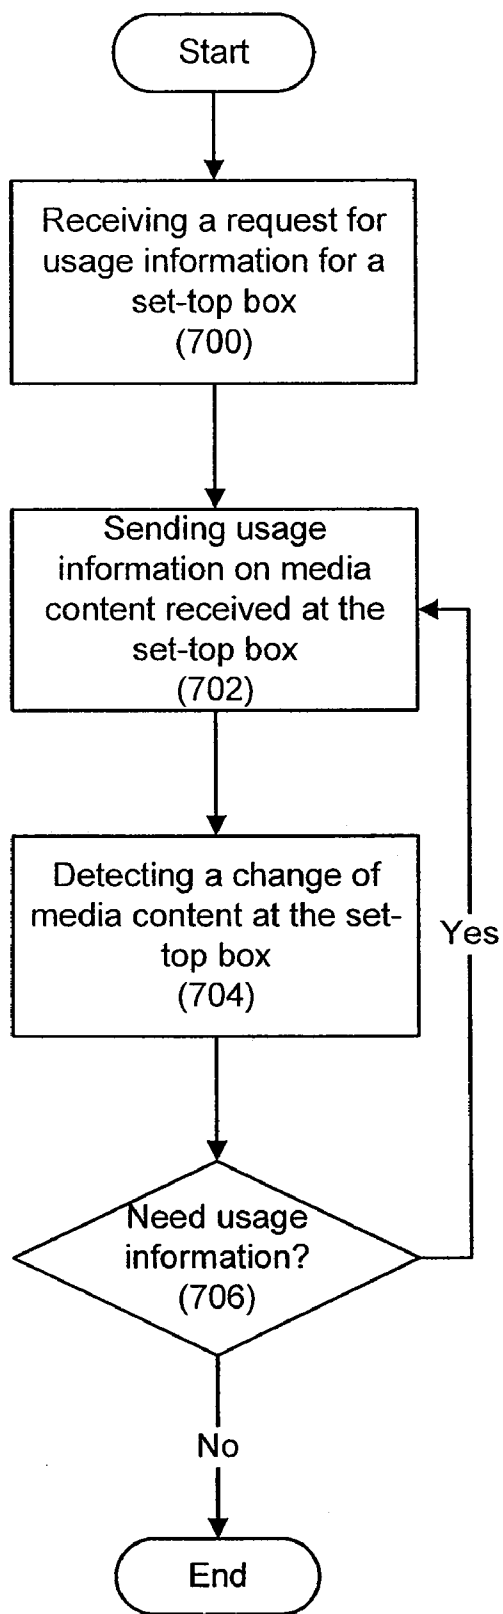 Start
Receiving a request for
usage information for a
set-top box
(700)
Sending usage
information on media
content received at the
set-top box
(702)
Detecting a change of
media content at the set-
top box
(704)
Yes
Need usage
information?
(706)
No
End